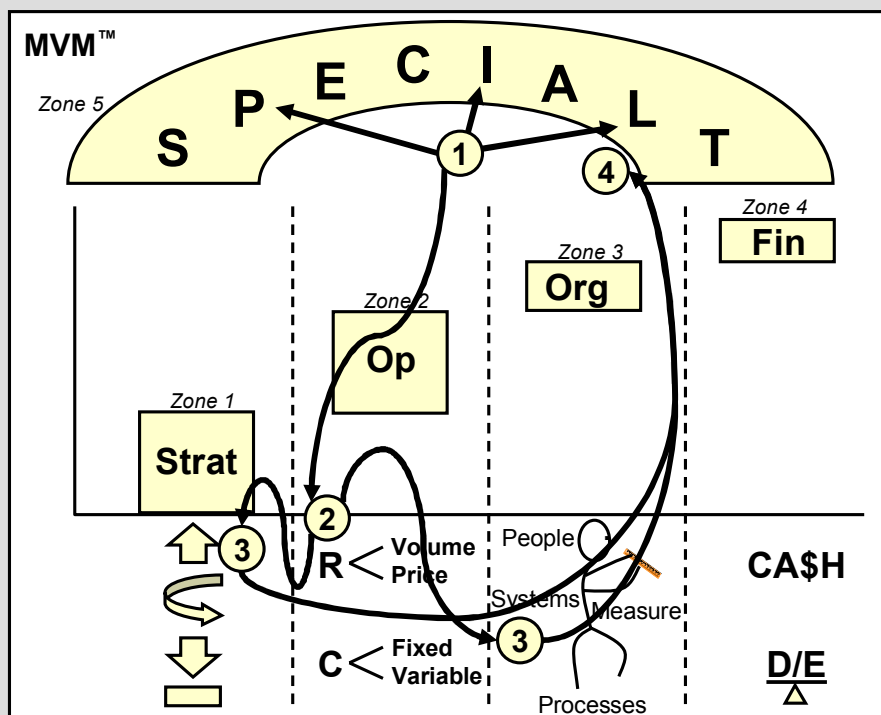 MVM™
Zone 5
S P E C I A L T
1
4
Zone 4
Fin
Zone 3
Org
Zone 2
Op
Zone 1
Strat
2
3
R
Volume
Price
People
Systems
Measure
CA$H
3
C
Fixed
Variable
Processes
D/E